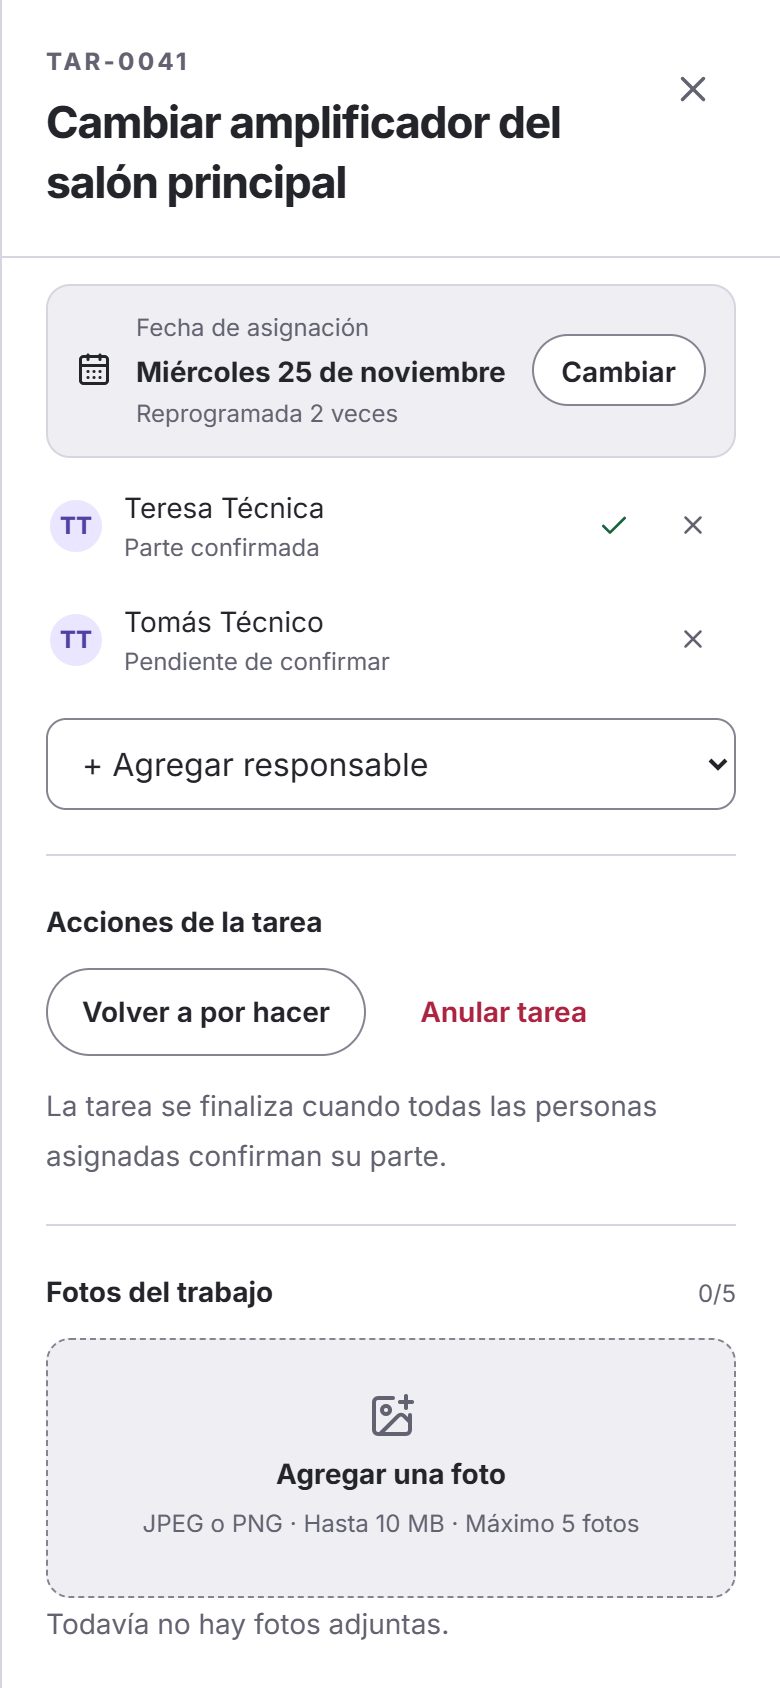 TAR-0041
Cambiar amplificador del
salón principal
Fecha de asignación
Miércoles 25 de noviembre
Reprogramada 2 veces
Cambiar
TT
Teresa Técnica
Parte confirmada
TT
Tomás Técnico
Pendiente de confirmar
+ Agregar responsable
Acciones de la tarea
Volver a por hacer
Anular tarea
La tarea se finaliza cuando todas las personas
asignadas confirman su parte.
Fotos del trabajo
0/5
Agregar una foto
JPEG o PNG · Hasta 10 MB · Máximo 5 fotos
Todavía no hay fotos adjuntas.